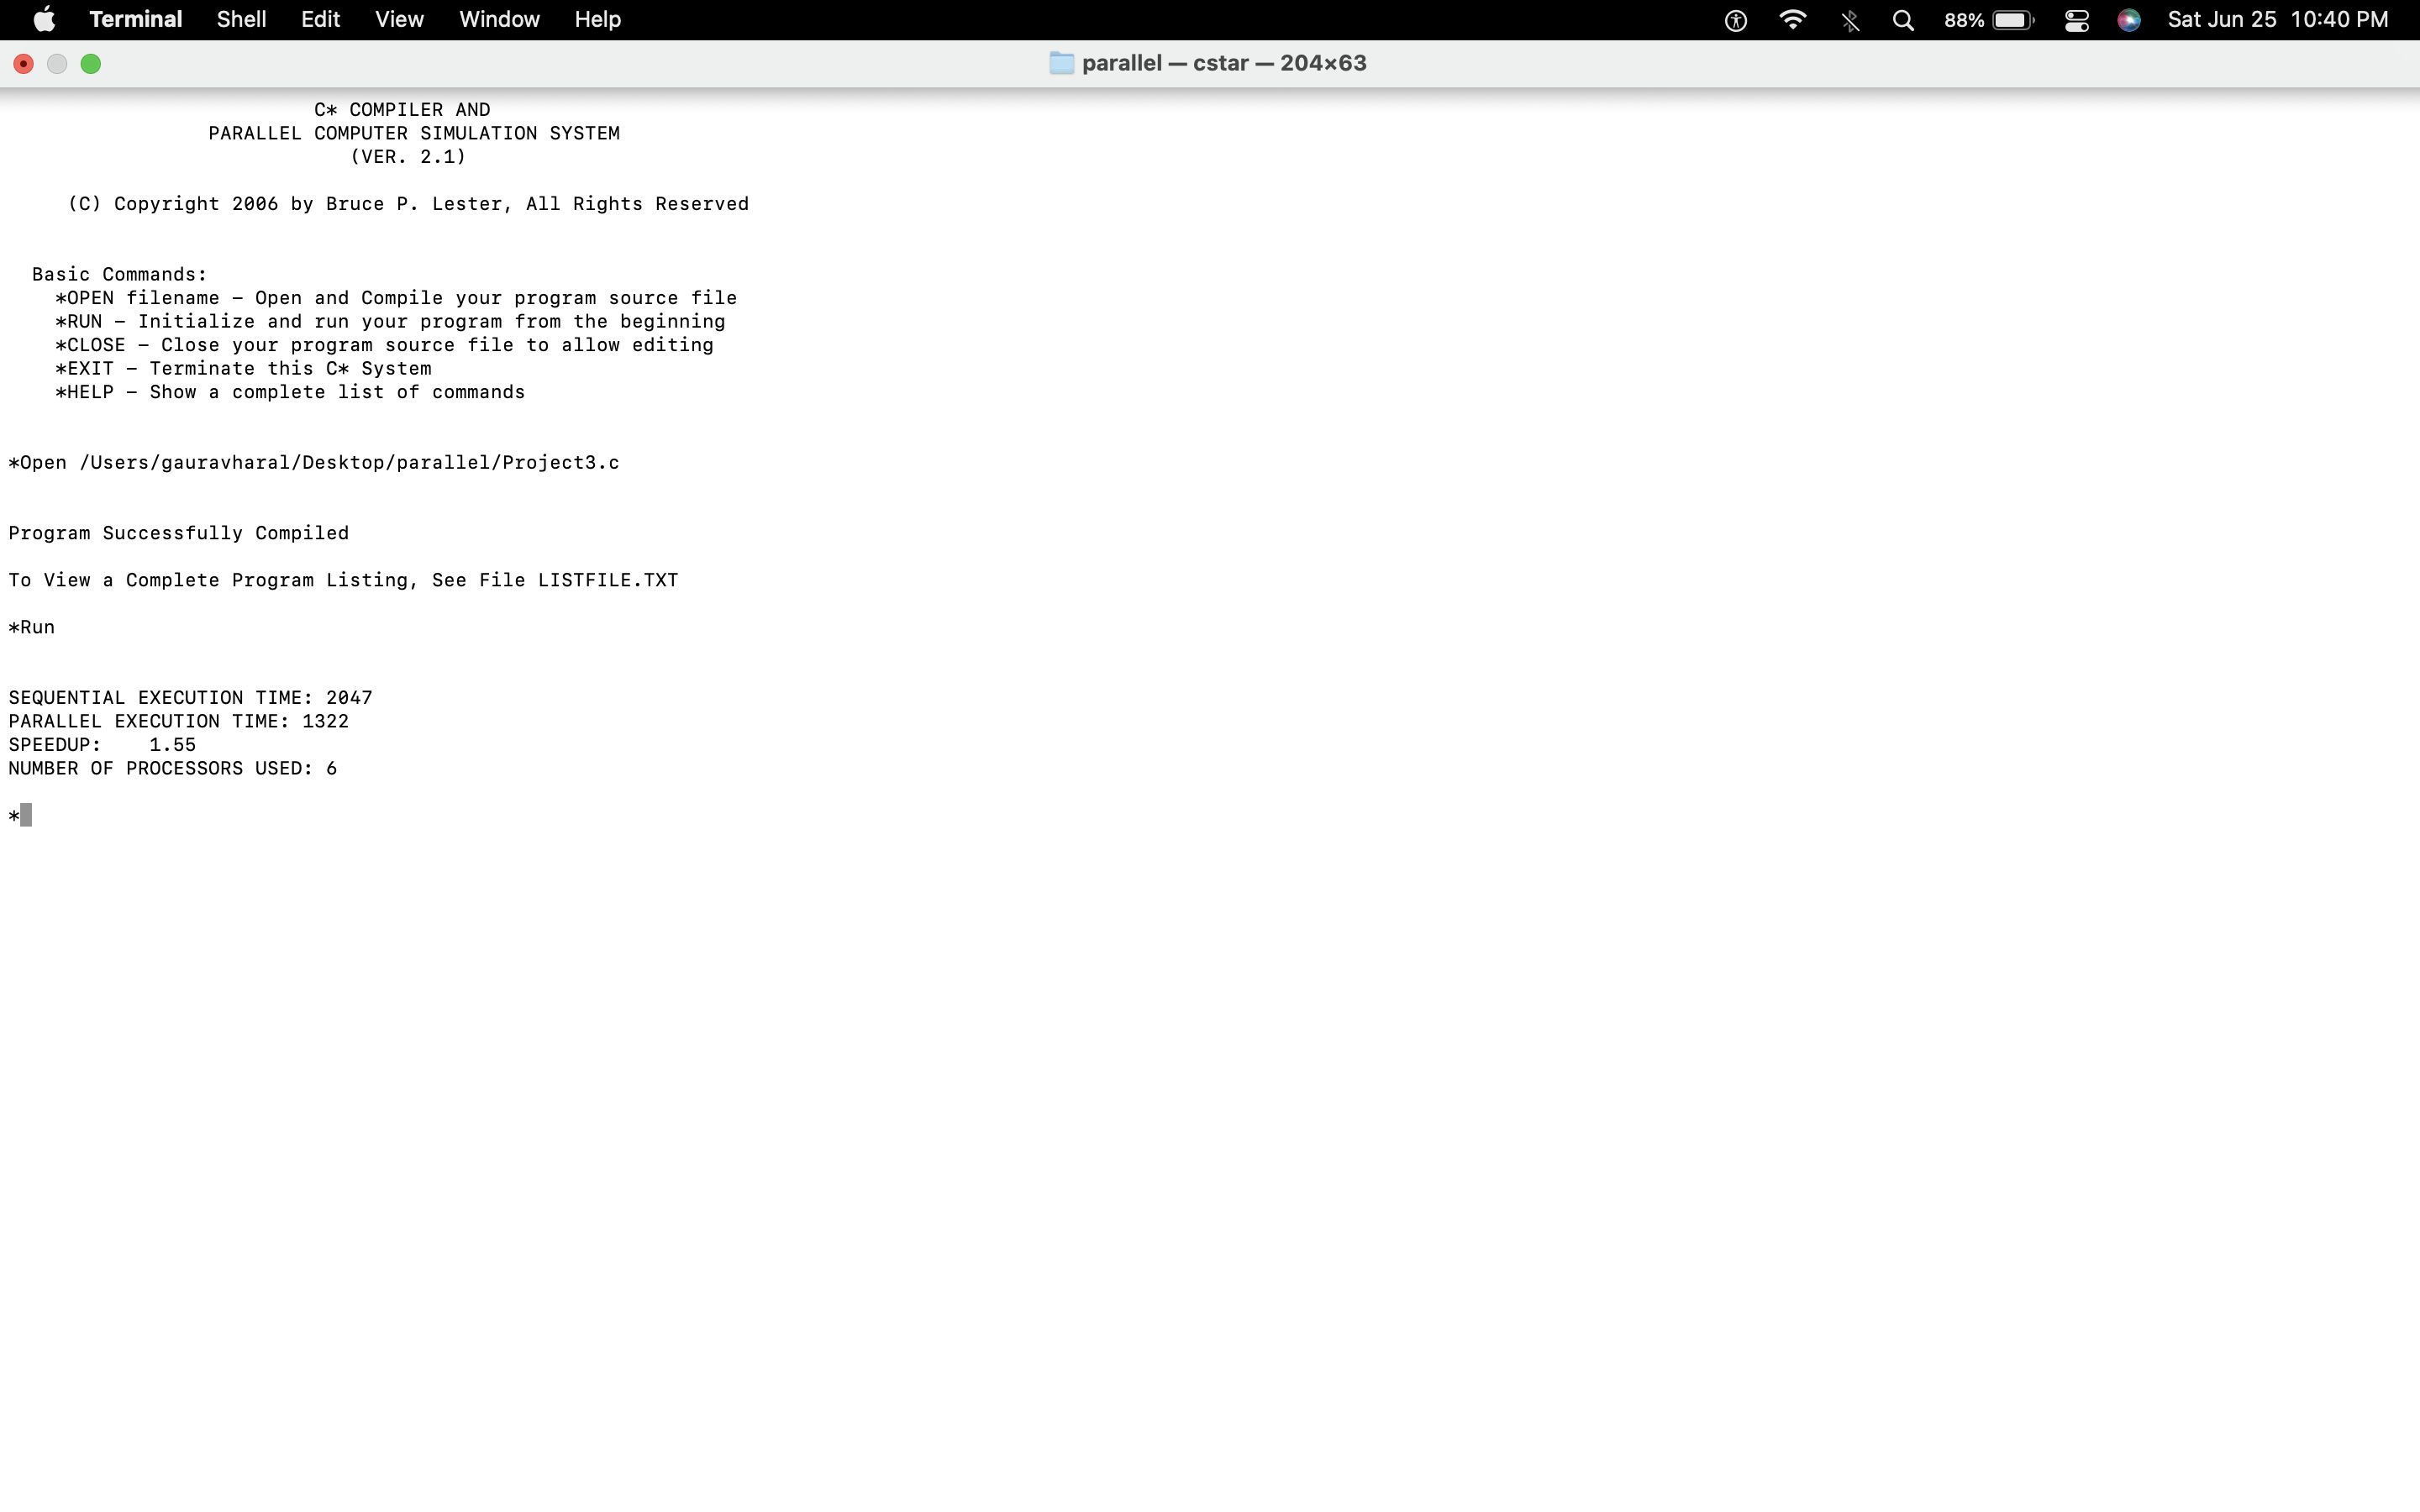 Terminal Shell Edit View Window Help 88% Sat Jun 25 10:40 PM
parallel — cstar — 204×63
C* COMPILER AND
PARALLEL COMPUTER SIMULATION SYSTEM
(VER. 2.1)
(C) Copyright 2006 by Bruce P. Lester, All Rights Reserved
Basic Commands:
*OPEN filename – Open and Compile your program source file
*RUN – Initialize and run your program from the beginning
*CLOSE – Close your program source file to allow editing
*EXIT – Terminate this C* System
*HELP – Show a complete list of commands
*Open /Users/gauravharal/Desktop/parallel/Project3.c
Program Successfully Compiled
To View a Complete Program Listing, See File LISTFILE.TXT
*Run
SEQUENTIAL EXECUTION TIME: 2047
PARALLEL EXECUTION TIME: 1322
SPEEDUP: 1.55
NUMBER OF PROCESSORS USED: 6
*